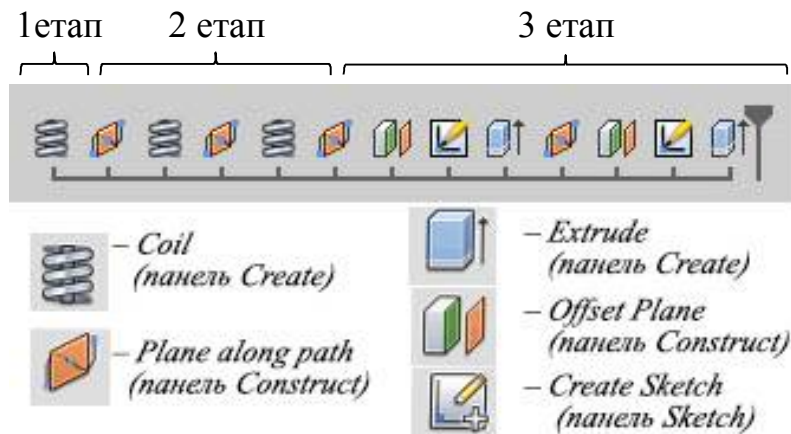 1етап 2 етап 3 етап
– Coil
(панель Create)
– Plane along path
(панель Construct)
– Extrude
(панель Create)
– Offset Plane
(панель Construct)
– Create Sketch
(панель Sketch)